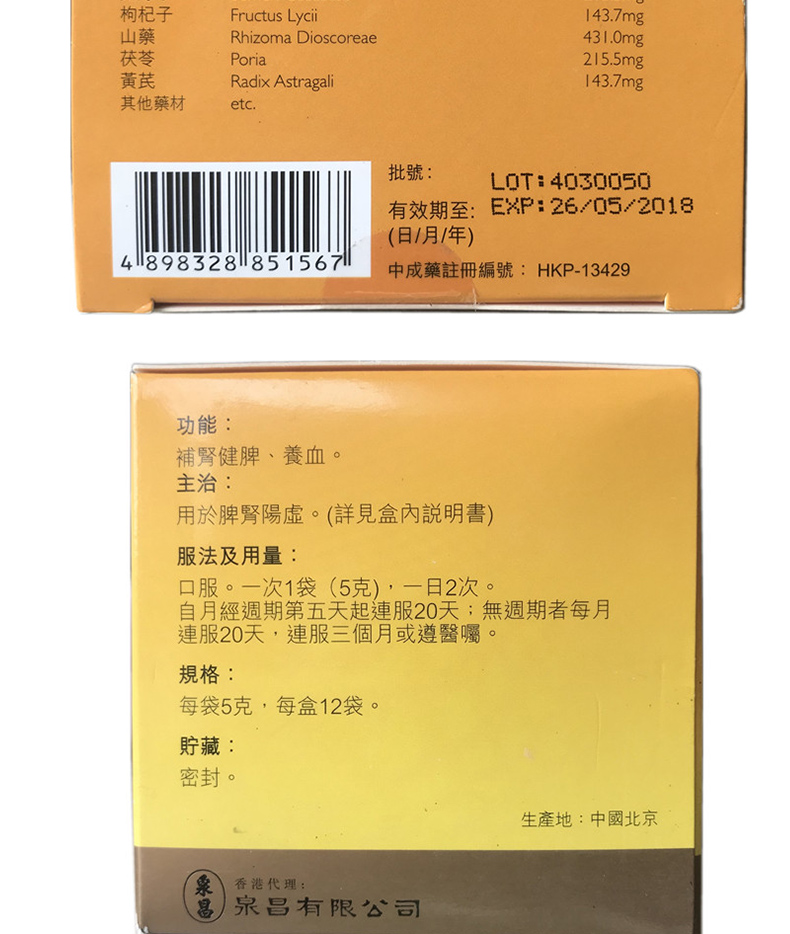 枸杞子 Fructus Lycii 143.7mg
山藥 Rhizoma Dioscoreae 431.0mg
茯苓 Poria 215.5mg
黃芪 Radix Astragali 143.7mg
其他藥材 etc.
批號：
LOT:4030050
有效期至: EXP:26/05/2018
(日/月/年)
4 898328 851567
中成藥註冊編號： HKP-13429
功能：
補腎健脾、養血。
主治：
用於脾腎陽虛。(詳見盒內說明書)
服法及用量：
口服。一次1袋（5克)，一日2次。
自月經週期第五天起連服20天；無週期者每月
連服20天，連服三個月或遵醫囑。
規格：
每袋5克，每盒12袋。
貯藏：
密封。
生產地：中國北京
泉昌
香港代理:
泉昌有限公司